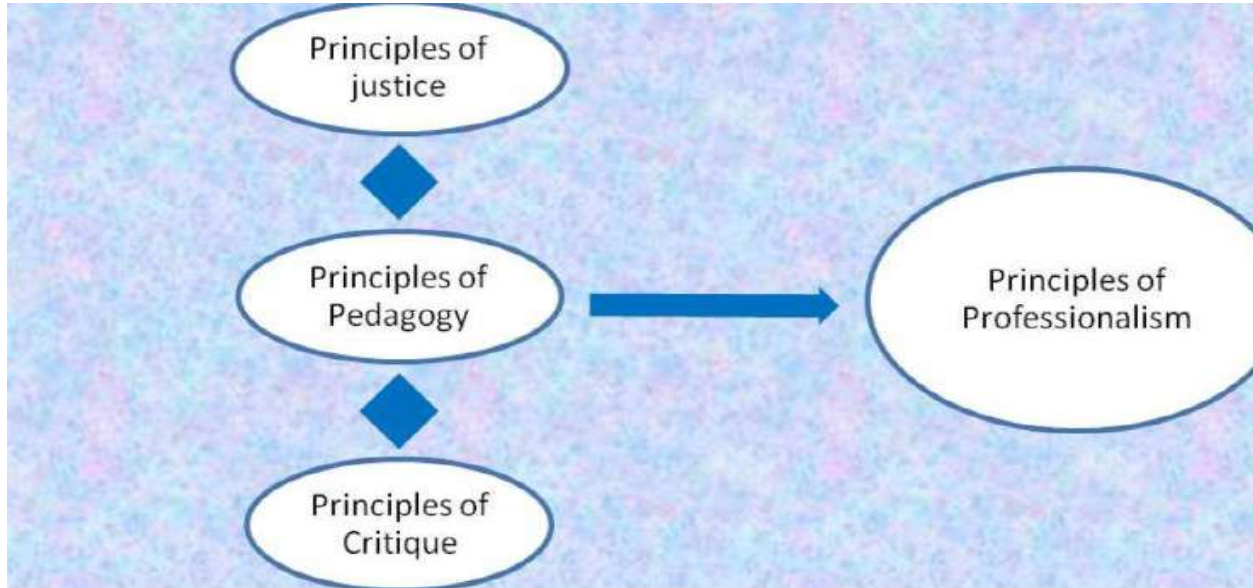 Principles of
justice
Principles of
Pedagogy
Principles of
Professionalism
Principles of
Critique